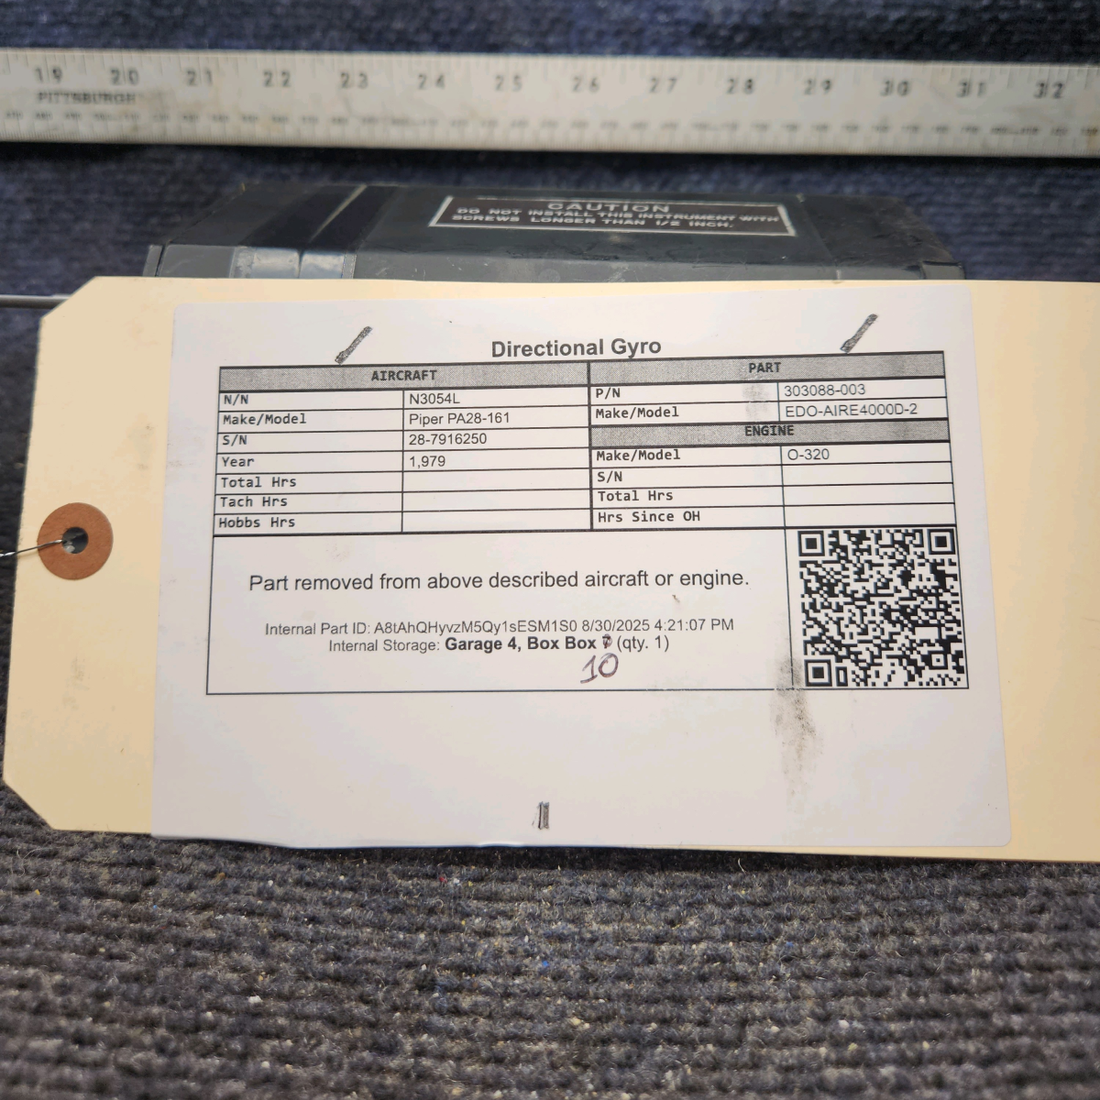 19 20 21 22 23 24 25 26 27 28 29 30 31 32
PITTSBURGH
CAUTION
DO NOT INSTALL THIS INSTRUMENT WITH
SCREWS LONGER THAN 1/2 INCH.
Directional Gyro
AIRCRAFT
N/N N3054L
Make/Model Piper PA28-161
S/N 28-7916250
Year 1,979
Total Hrs
Tach Hrs
Hobbs Hrs
PART
P/N 303088-003
Make/Model EDO-AIRE4000D-2
ENGINE
Make/Model O-320
S/N
Total Hrs
Hrs Since OH
Part removed from above described aircraft or engine.
Internal Part ID: A8tAhQHyvzM5Qy1sESM1S0 8/30/2025 4:21:07 PM
Internal Storage: Garage 4, Box Box (qty. 1)
10